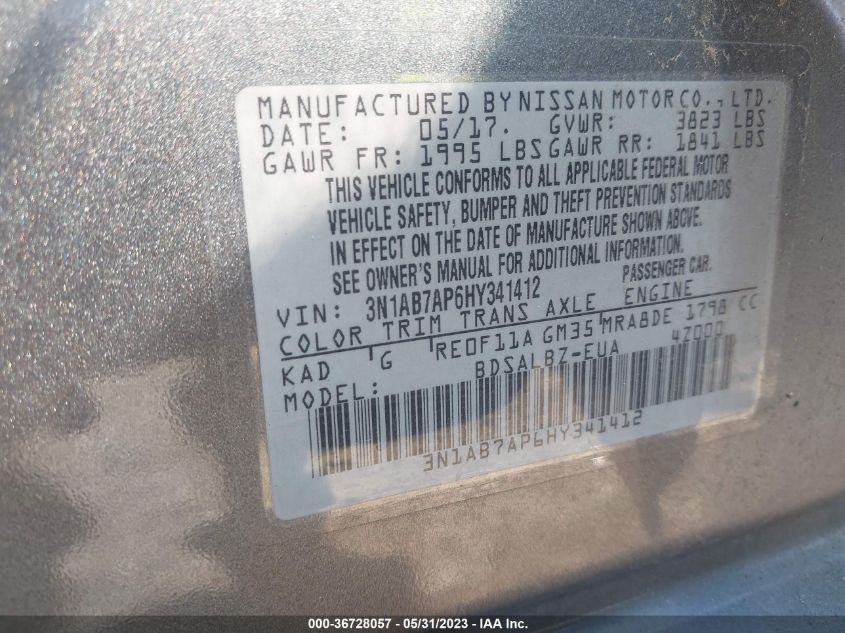 MANUFACTURED BY NISSAN MOTOR CO., LTD.
DATE: 05/17. GVWR: 3823 LBS
GAWR FR: 1995 LBS GAWR RR: 1841 LBS
THIS VEHICLE CONFORMS TO ALL APPLICABLE FEDERAL MOTOR
VEHICLE SAFETY, BUMPER AND THEFT PREVENTION STANDARDS
IN EFFECT ON THE DATE OF MANUFACTURE SHOWN ABOVE.
SEE OWNER'S MANUAL FOR ADDITIONAL INFORMATION.
VIN: 3N1AB7AP6HY341412 PASSENGER CAR.
COLOR TRIM TRANS AXLE ENGINE
KAD G RE0F11A GM35 MRA8DE 1798 CC
MODEL: BDSALBZ-EUA 4Z000
3N1AB7AP6HY341412
000-36728057 - 05/31/2023 - © IAA Holdings, LLC.